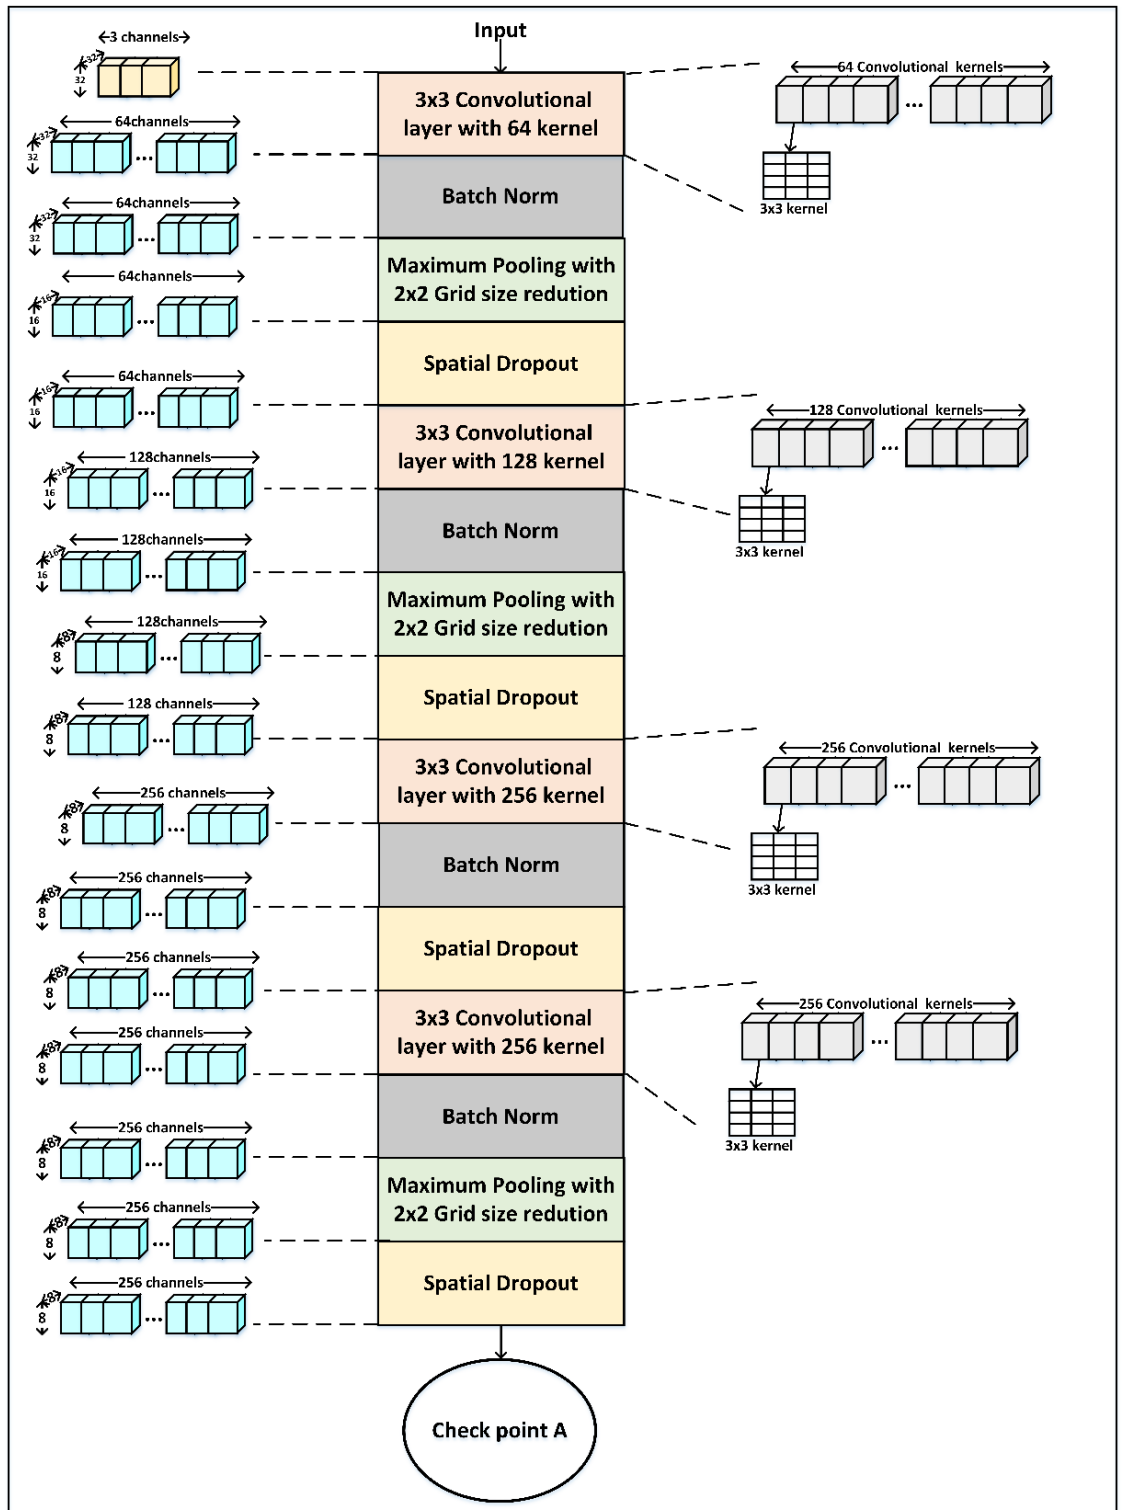 Input
3 channels
32
32
3x3 Convolutional
layer with 64 kernel
64 Convolutional kernels
3x3 kernel
64channels
32
32
Batch Norm
64channels
32
32
Maximum Pooling with
2x2 Grid size redution
64channels
16
16
Spatial Dropout
64channels
16
16
3x3 Convolutional
layer with 128 kernel
128 Convolutional kernels
3x3 kernel
128channels
16
16
Batch Norm
128channels
16
16
Maximum Pooling with
2x2 Grid size redution
128channels
8
8
Spatial Dropout
128 channels
8
8
3x3 Convolutional
layer with 256 kernel
256 Convolutional kernels
3x3 kernel
256 channels
8
8
Batch Norm
256 channels
8
8
Spatial Dropout
256 channels
8
8
3x3 Convolutional
layer with 256 kernel
256 Convolutional kernels
3x3 kernel
256 channels
8
8
Batch Norm
256 channels
8
8
Maximum Pooling with
2x2 Grid size redution
256 channels
8
8
Spatial Dropout
256 channels
8
8
Check point A